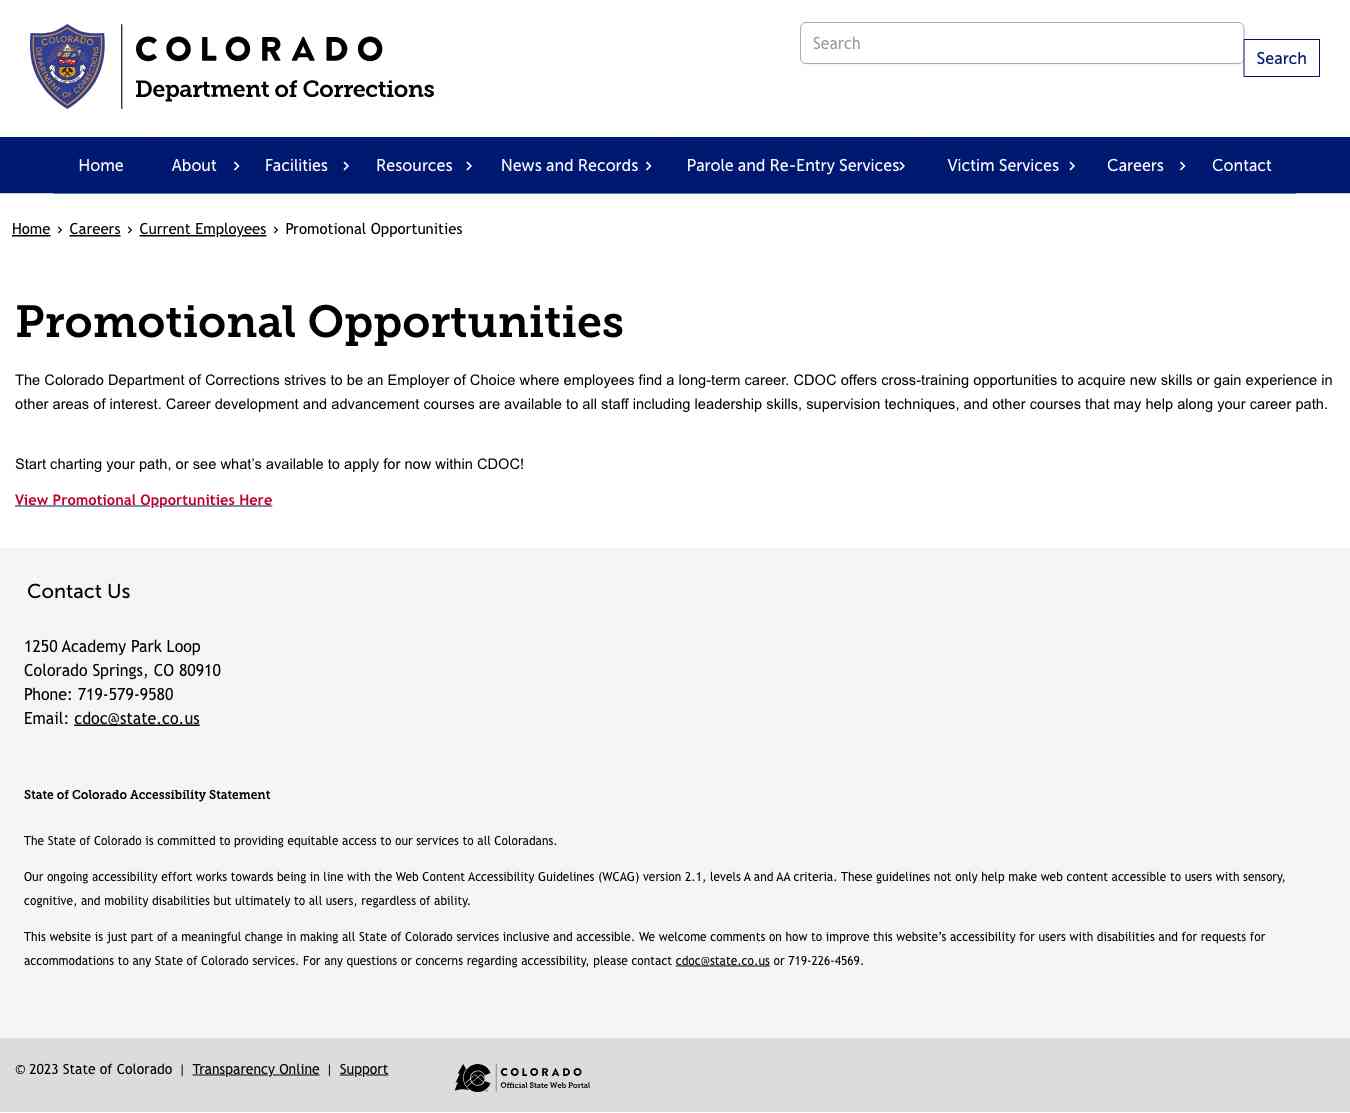 COLORADO
Department of Corrections
Search
Search
Home About › Facilities › Resources › News and Records › Parole and Re-Entry Services› Victim Services › Careers › Contact
Home › Careers › Current Employees › Promotional Opportunities
Promotional Opportunities
The Colorado Department of Corrections strives to be an Employer of Choice where employees find a long-term career. CDOC offers cross-training opportunities to acquire new skills or gain experience in
other areas of interest. Career development and advancement courses are available to all staff including leadership skills, supervision techniques, and other courses that may help along your career path.
Start charting your path, or see what's available to apply for now within CDOC!
View Promotional Opportunities Here
Contact Us
1250 Academy Park Loop
Colorado Springs, CO 80910
Phone: 719-579-9580
Email: cdoc@state.co.us
State of Colorado Accessibility Statement
The State of Colorado is committed to providing equitable access to our services to all Coloradans.
Our ongoing accessibility effort works towards being in line with the Web Content Accessibility Guidelines (WCAG) version 2.1, levels A and AA criteria. These guidelines not only help make web content accessible to users with sensory,
cognitive, and mobility disabilities but ultimately to all users, regardless of ability.
This website is just part of a meaningful change in making all State of Colorado services inclusive and accessible. We welcome comments on how to improve this website's accessibility for users with disabilities and for requests for
accommodations to any State of Colorado services. For any questions or concerns regarding accessibility, please contact cdoc@state.co.us or 719-226-4569.
© 2023 State of Colorado | Transparency Online | Support
COLORADO
Official State Web Portal